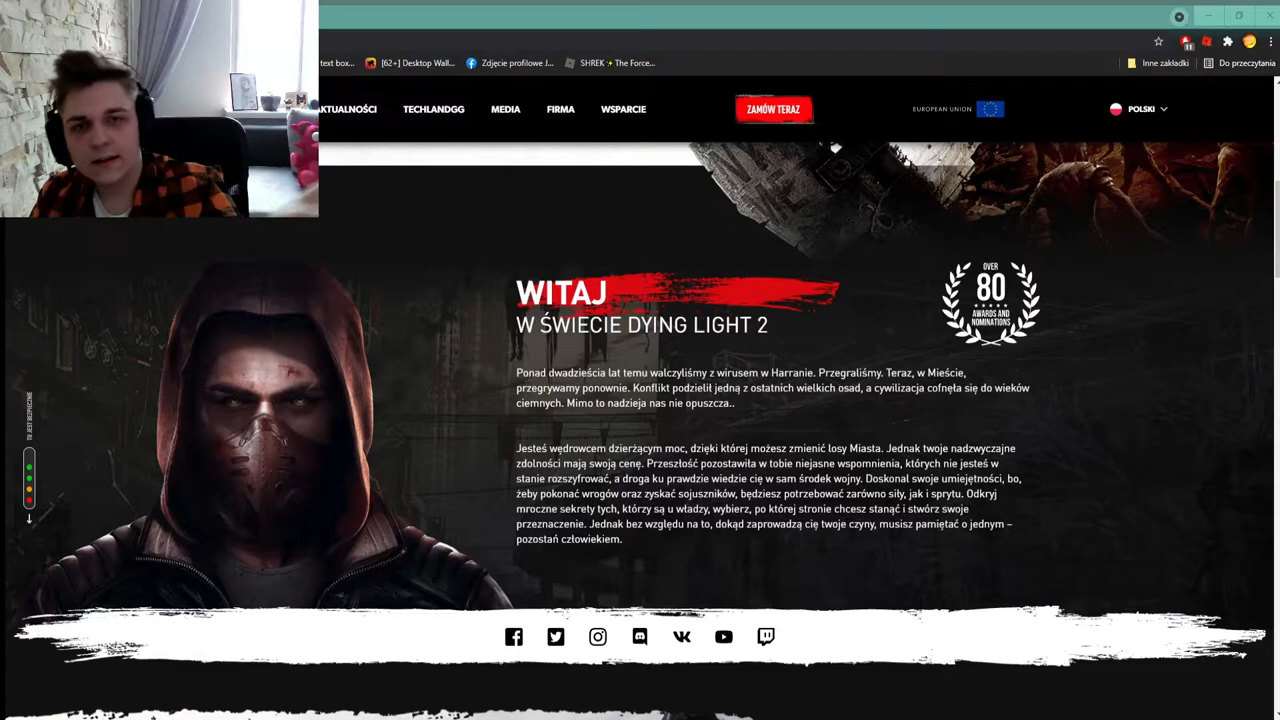 text box...
[62+] Desktop Wall...
Zdjęcie profilowe J...
SHREK ✨ The Force...
Inne zakładki
Do przeczytania
11
AKTUALNOŚCI
TECHLANDGG
MEDIA
FIRMA
WSPARCIE
ZAMÓW TERAZ
EUROPEAN UNION
POLSKI
WITAJ
W ŚWIECIE DYING LIGHT 2
OVER
80
AWARDS AND
NOMINATIONS
Ponad dwadzieścia lat temu walczyliśmy z wirusem w Harranie. Przegraliśmy. Teraz, w Mieście,
przegrywamy ponownie. Konflikt podzielił jedną z ostatnich wielkich osad, a cywilizacja cofnęła się do wieków
ciemnych. Mimo to nadzieja nas nie opuszcza..
Jesteś wędrowcem dzierżącym moc, dzięki której możesz zmienić losy Miasta. Jednak twoje nadzwyczajne
zdolności mają swoją cenę. Przeszłość pozostawiła w tobie niejasne wspomnienia, których nie jesteś w
stanie rozszyfrować, a droga ku prawdzie wiedzie cię w sam środek wojny. Doskonal swoje umiejętności, bo,
żeby pokonać wrogów oraz zyskać sojuszników, będziesz potrzebować zarówno siły, jak i sprytu. Odkryj
mroczne sekrety tych, którzy są u władzy, wybierz, po której stronie chcesz stanąć i stwórz swoje
przeznaczenie. Jednak bez względu na to, dokąd zaprowadzą cię twoje czyny, musisz pamiętać o jednym –
pozostań człowiekiem.
TU JEST BEZPIECZNIE